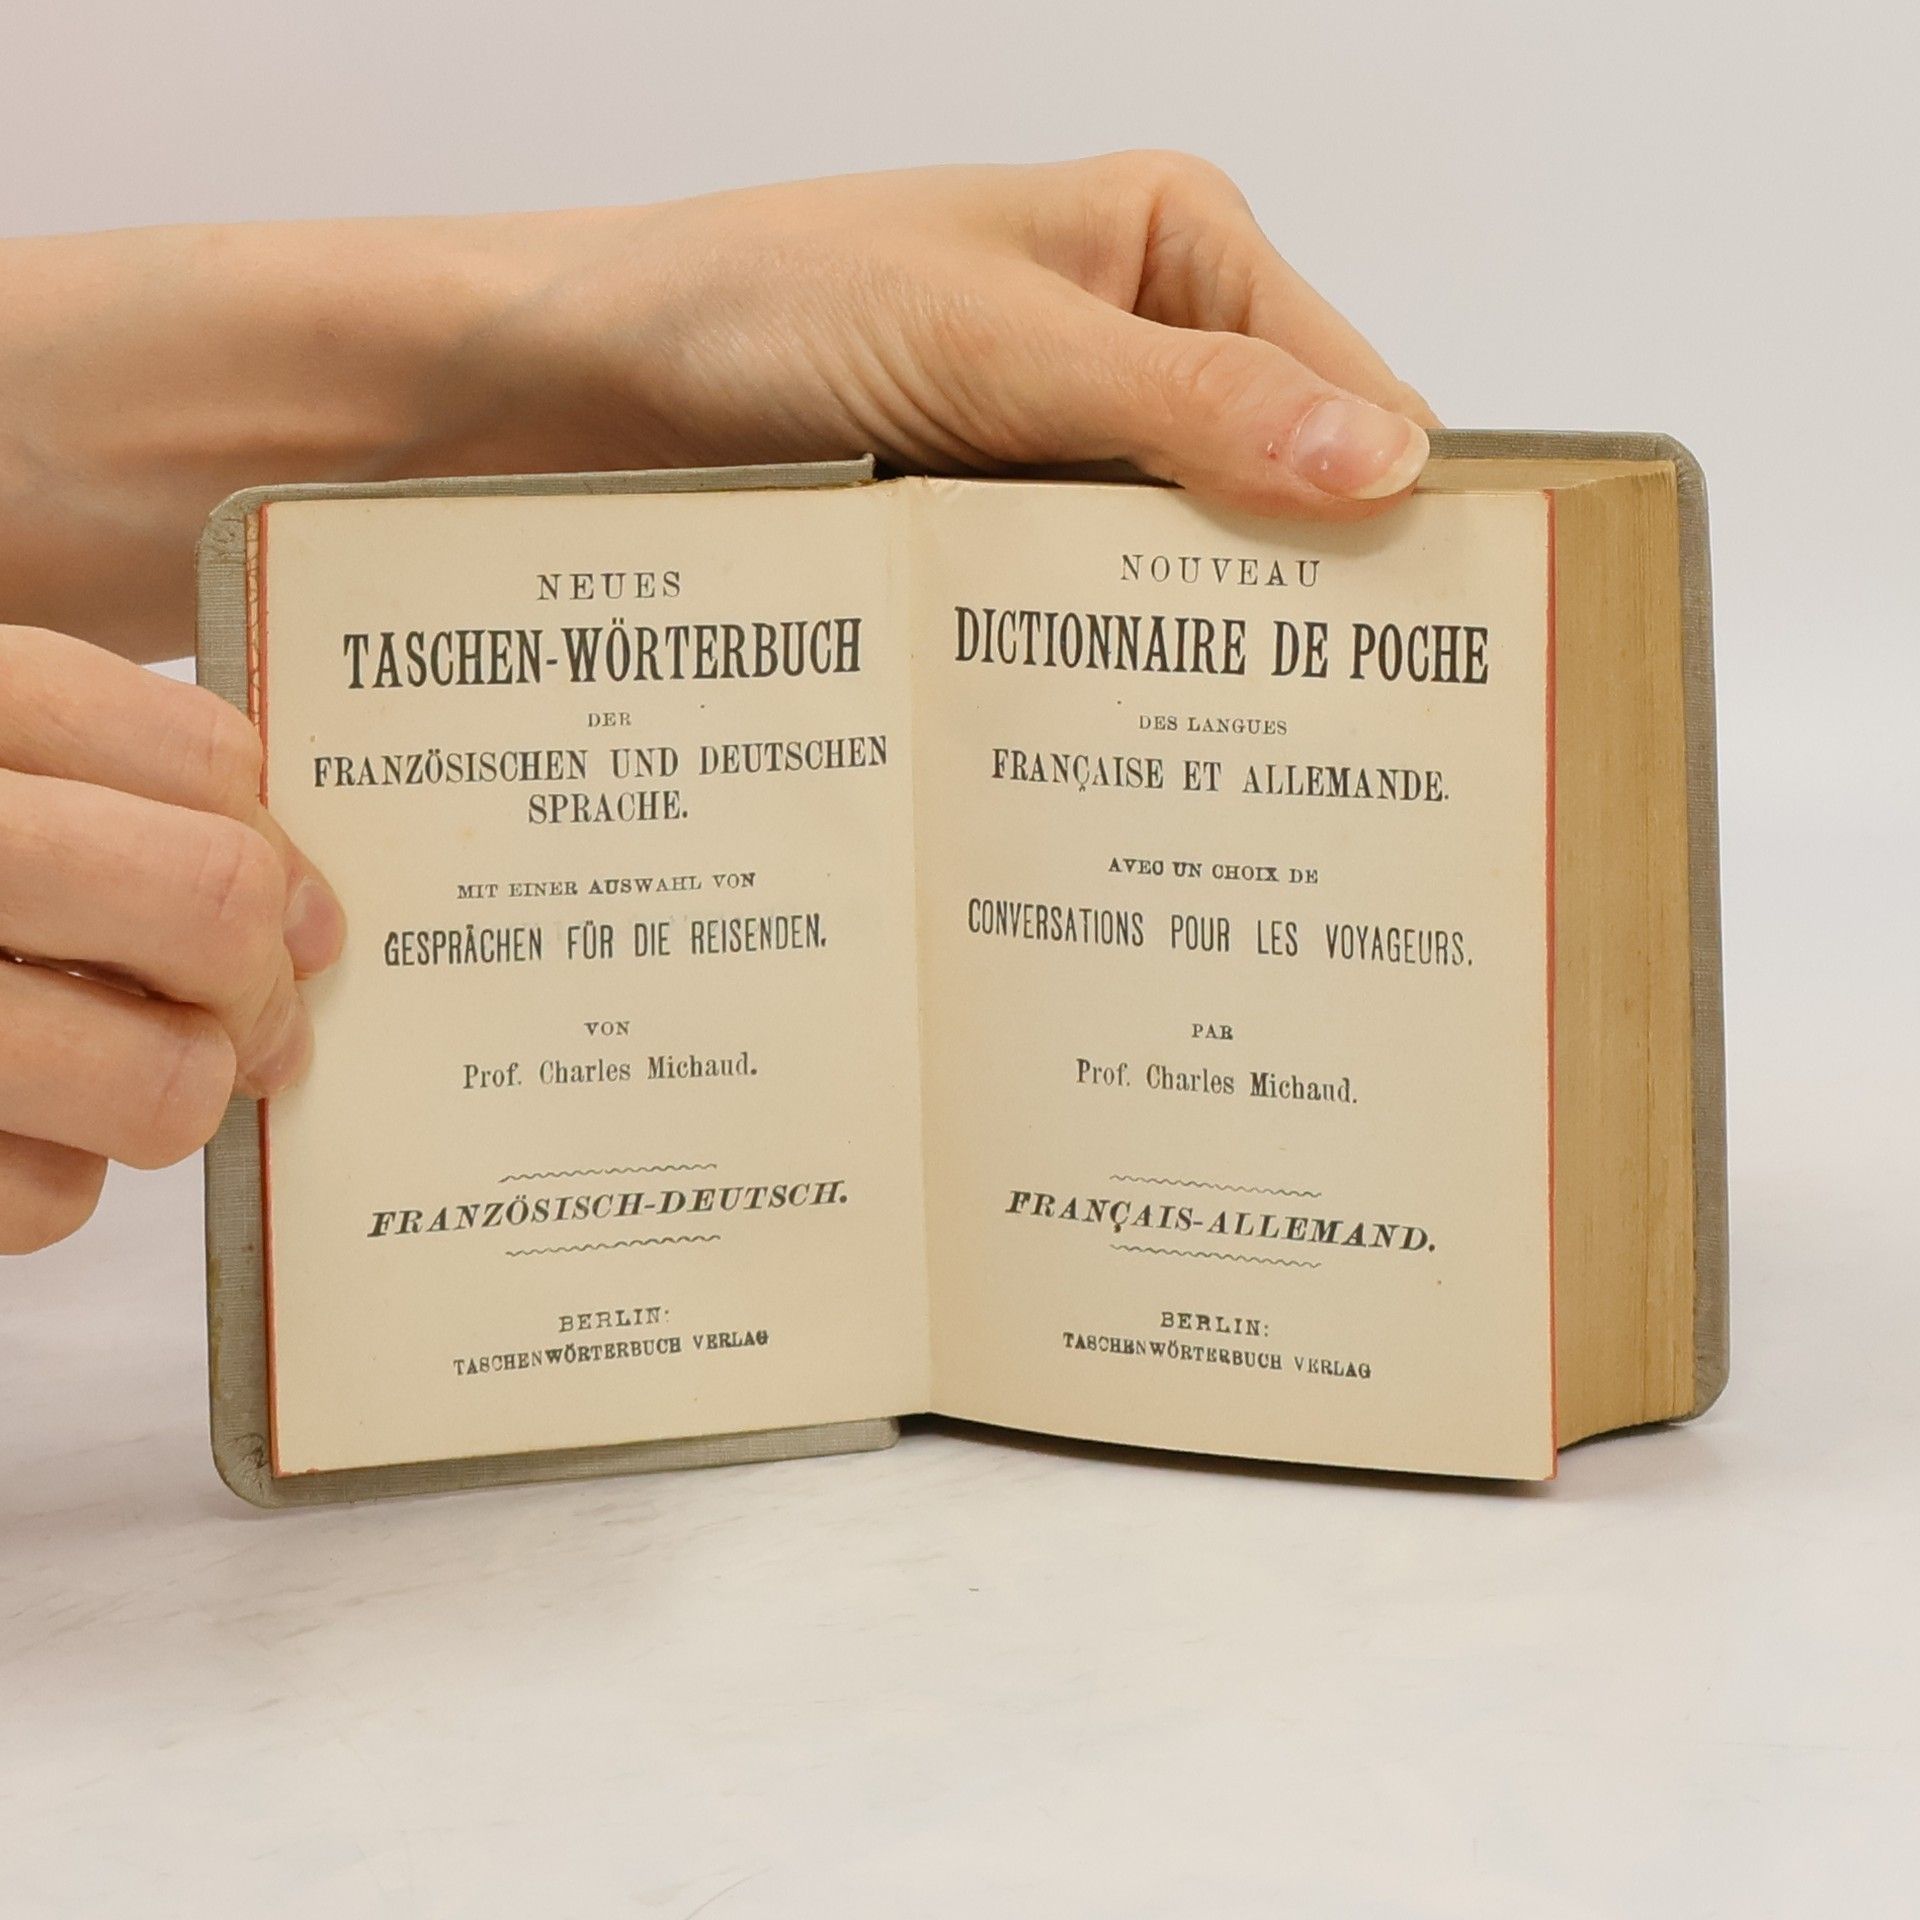 NEUES
TASCHEN-WÖRTERBUCH
DER
FRANZÖSISCHEN UND DEUTSCHEN
SPRACHE.
MIT EINER AUSWAHL VON
GESPRÄCHEN FÜR DIE REISENDEN.
VON
Prof. Charles Michaud.
FRANZÖSISCH-DEUTSCH.
BERLIN:
TASCHENWÖRTERBUCH VERLAG
NOUVEAU
DICTIONNAIRE DE POCHE
DES LANGUES
FRANÇAISE ET ALLEMANDE.
AVEC UN CHOIX DE
CONVERSATIONS POUR LES VOYAGEURS.
PAR
Prof. Charles Michaud.
FRANÇAIS-ALLEMAND.
BERLIN:
TASCHENWÖRTERBUCH VERLAG